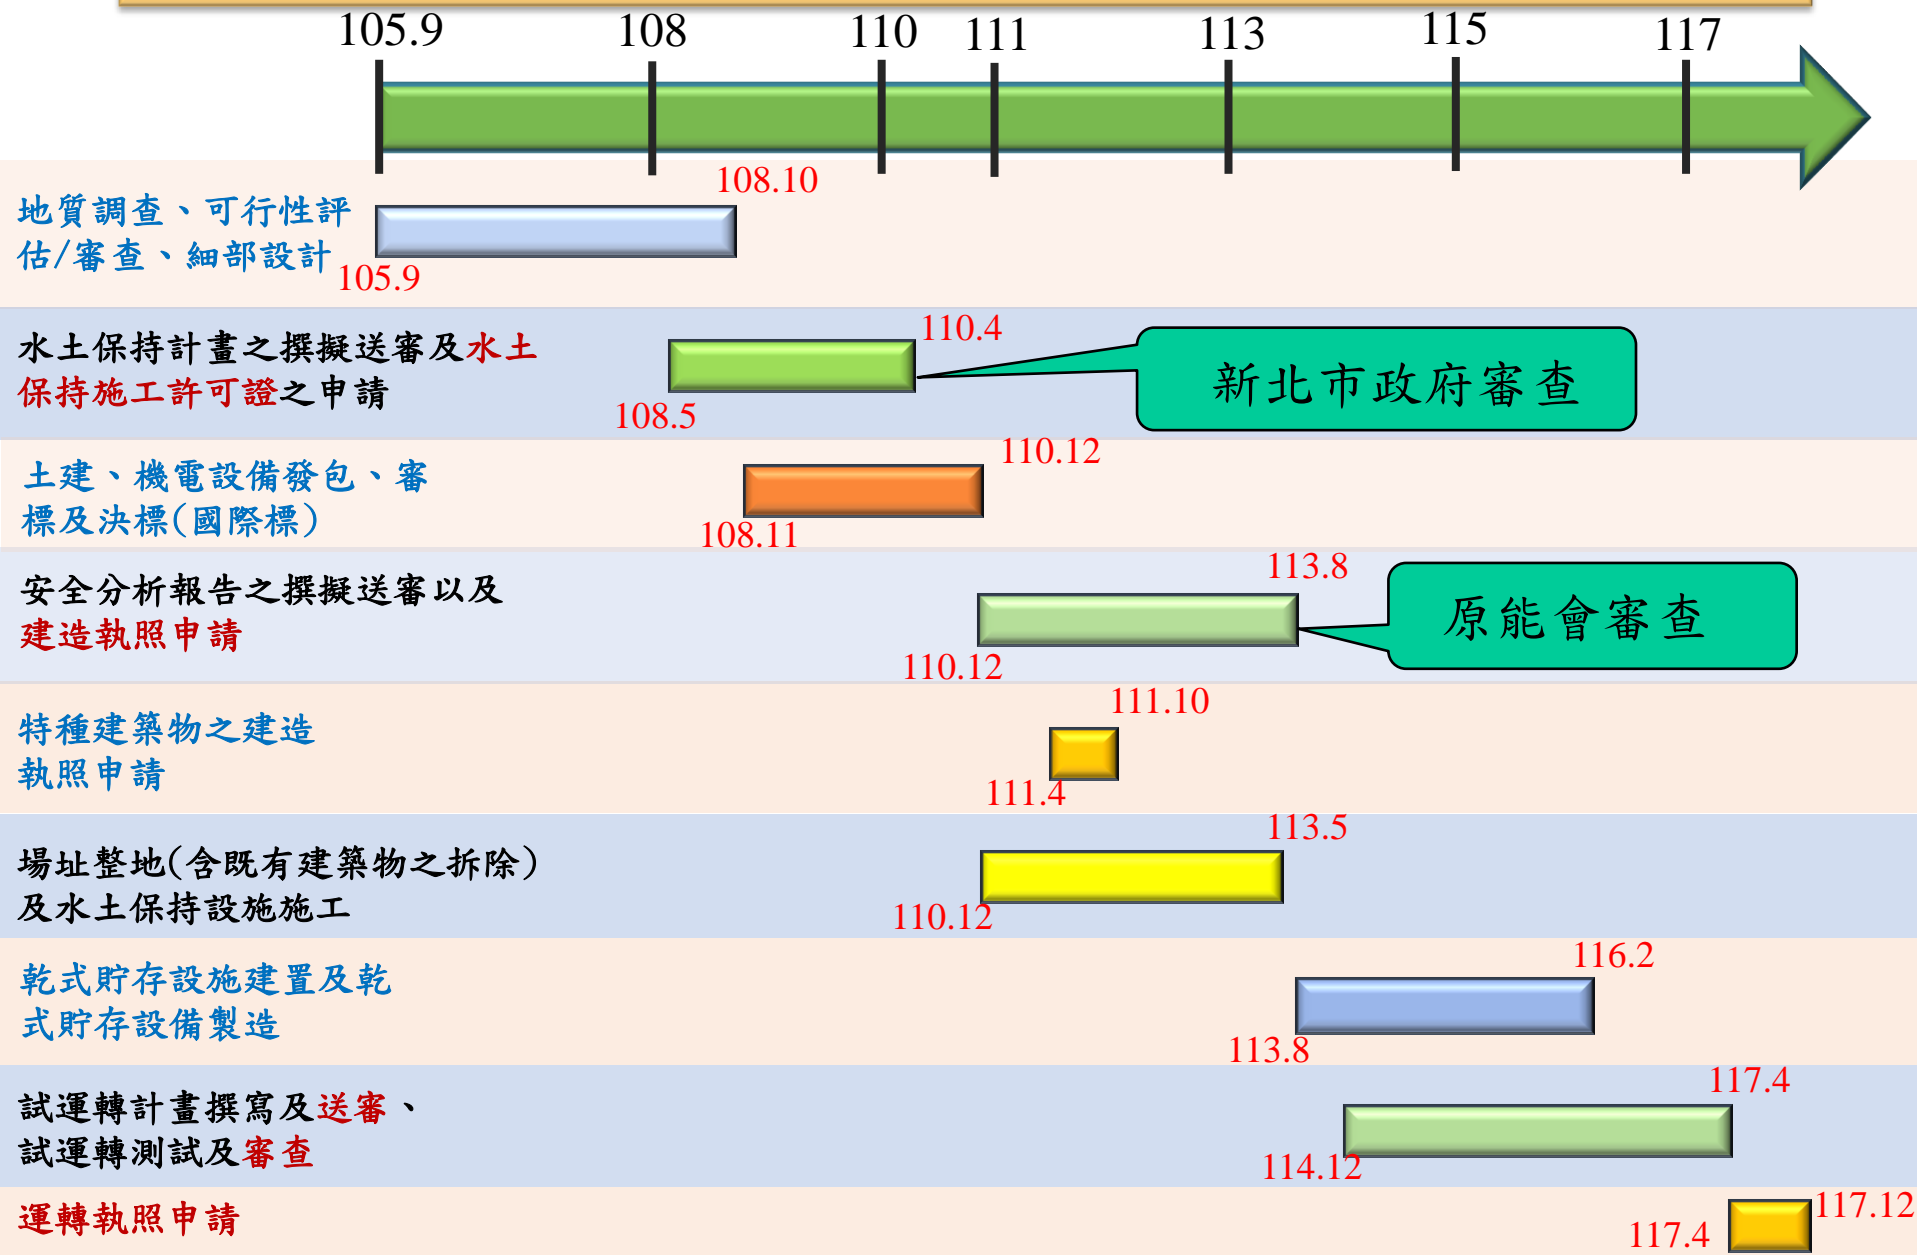 105.9 108 110 111 113 115 117
108.10
地質調查、可行性評
估/審查、細部設計
105.9
110.4
水土保持計畫之撰擬送審及水土
保持施工許可證之申請
新北市政府審查
108.5
110.12
土建、機電設備發包、審
標及決標(國際標)
108.11
113.8
安全分析報告之撰擬送審以及
建造執照申請
原能會審查
110.12
111.10
特種建築物之建造
執照申請
111.4
113.5
場址整地(含既有建築物之拆除)
及水土保持設施施工
110.12
116.2
乾式貯存設施建置及乾
式貯存設備製造
113.8
117.4
試運轉計畫撰寫及送審、
試運轉測試及審查
114.12
117.12
運轉執照申請
117.4